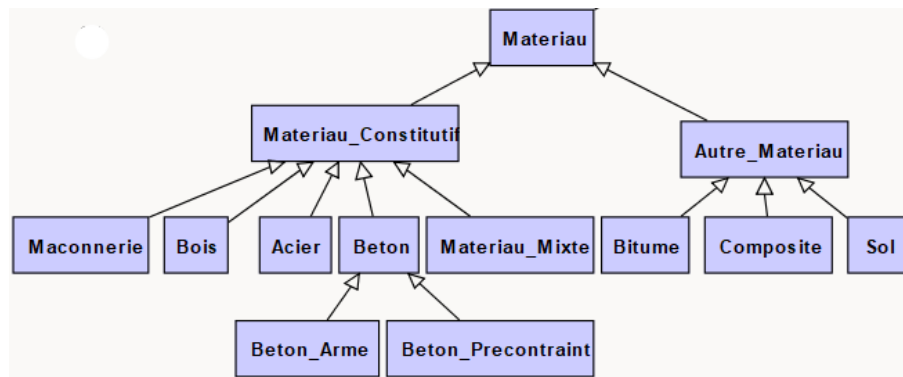 Materiau
Materiau_Constitutif
Autre_Materiau
Maconnerie
Bois
Acier
Beton
Materiau_Mixte
Bitume
Composite
Sol
Beton_Arme
Beton_Precontraint